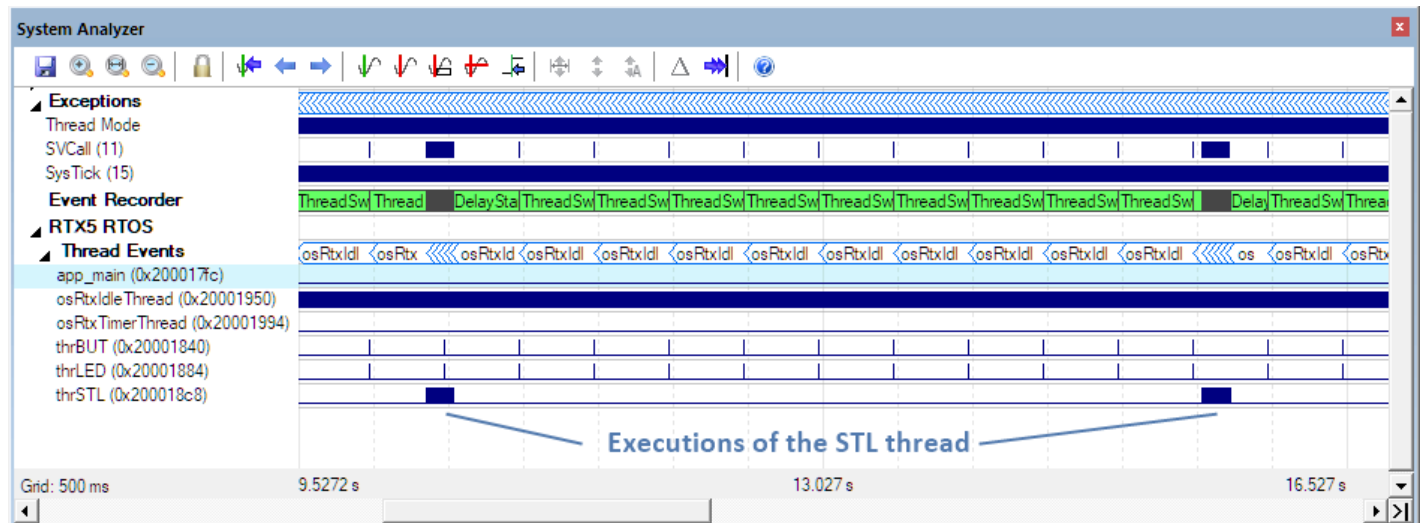 System Analyzer
Exceptions
Thread Mode
SVCall (11)
SysTick (15)
Event Recorder
ThreadSw Thread DelaySta ThreadSw ThreadSw ThreadSw ThreadSw ThreadSw ThreadSw ThreadSw ThreadSw ThreadSw Delay ThreadSw Threa
RTX5 RTOS
Thread Events
osRtxIdl osRtx osRtxId osRtxIdl osRtxIdl osRtxIdl osRtxIdl osRtxIdl osRtxIdl osRtxIdl osRtxIdl osRtxIdl os osRtxIdl osRtx
app_main (0x200017fc)
osRtxIdleThread (0x20001950)
osRtxTimerThread (0x20001994)
thrBUT (0x20001840)
thrLED (0x20001884)
thrSTL (0x200018c8)
Executions of the STL thread
Grid: 500 ms 9.5272 s 13.027 s 16.527 s